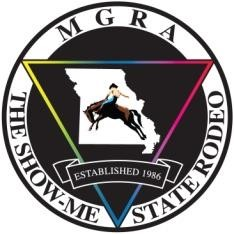 MGRA
THE SHOW-ME STATE RODEO
ESTABLISHED 1986